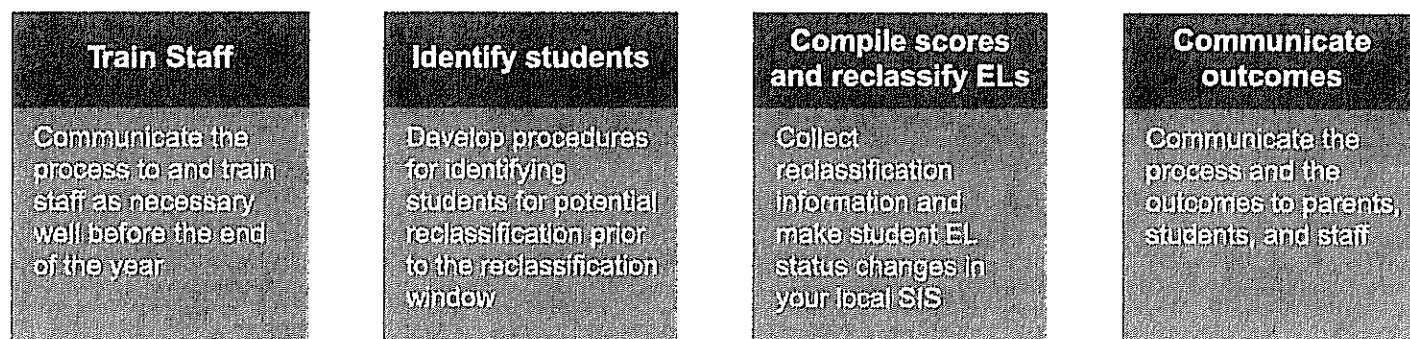 Train Staff
Communicate the
process to and train
staff as necessary
well before the end
of the year
Identify students
Develop procedures
for identifying
students for potential
reclassification prior
to the reclassification
window
Compile scores
and reclassify ELs
Collect
reclassification
information and
make student EL
status changes in
your local SIS
Communicate
outcomes
Communicate the
process and the
outcomes to parents,
students, and staff